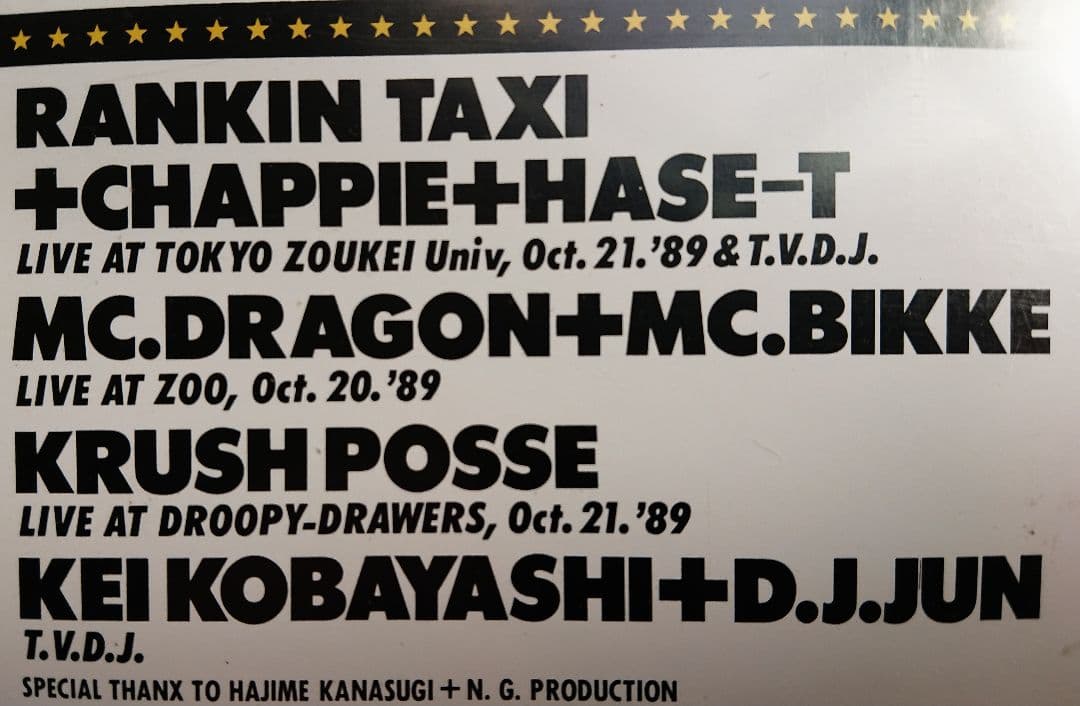 RANKIN TAXI
+CHAPPIE+HASE-T
LIVE AT TOKYO ZOUKEI Univ, Oct. 21.'89 & T.V.D.J.
MC.DRAGON+MC.BIKKE
LIVE AT ZOO, Oct. 20.'89
KRUSH POSSE
LIVE AT DROOPY-DRAWERS, Oct. 21.'89
KEI KOBAYASHI+D.J.JUN
T.V.D.J.
SPECIAL THANX TO HAJIME KANASUGI + N. G. PRODUCTION